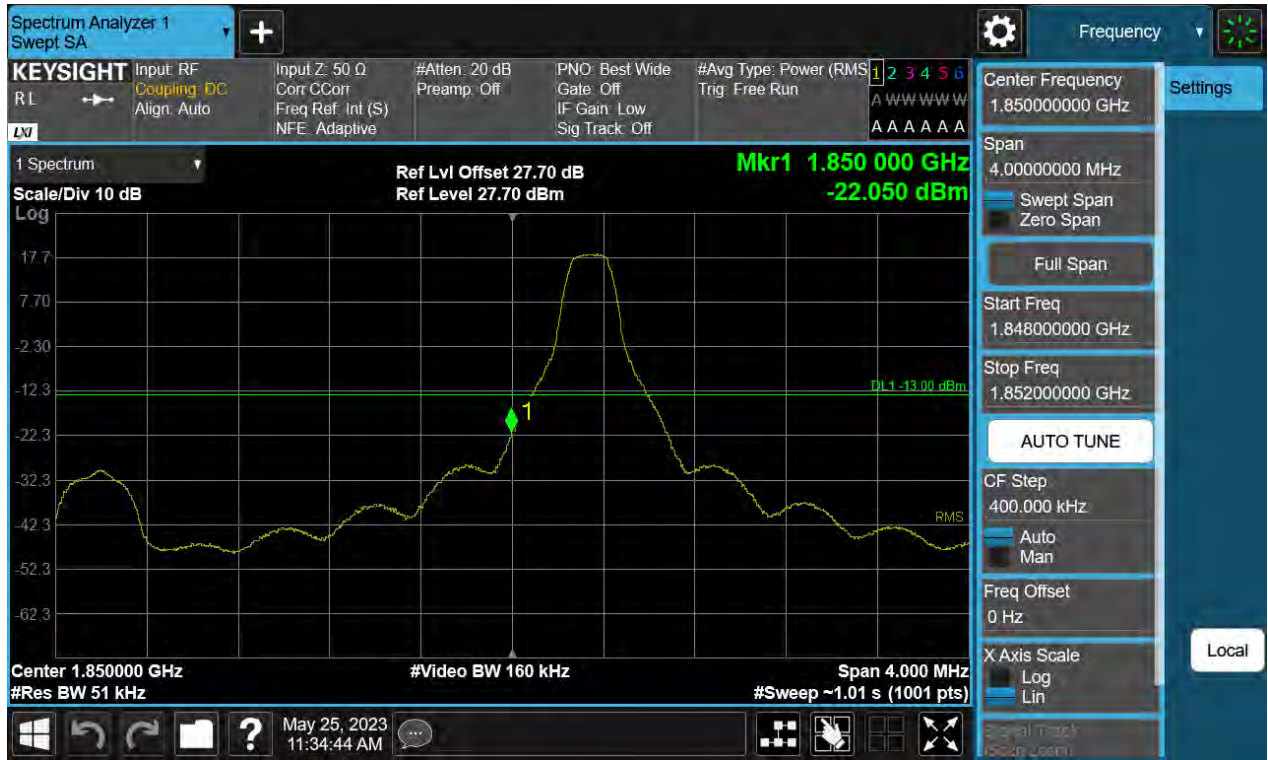 Spectrum Analyzer 1
Swept SA
Frequency
KEYSIGHT
RL
LXI
Input: RF
Coupling: DC
Align: Auto
Input Z: 50 Ω
Corr CCorr
Freq Ref: Int (S)
NFE: Adaptive
#Atten: 20 dB
Preamp: Off
PNO: Best Wide
Gate: Off
IF Gain: Low
Sig Track: Off
#Avg Type: Power (RMS
Trig: Free Run
1 2 3 4 5 6
A W W W W W
A A A A A A
1 Spectrum
Scale/Div 10 dB
Log
Ref Lvl Offset 27.70 dB
Ref Level 27.70 dBm
Mkr1 1.850 000 GHz
-22.050 dBm
17.7
7.70
-2.30
-12.3
-22.3
-32.3
-42.3
-52.3
-62.3
DL1 -13.00 dBm
1
RMS
Center 1.850000 GHz
#Res BW 51 kHz
#Video BW 160 kHz
Span 4.000 MHz
#Sweep ~1.01 s (1001 pts)
Center Frequency
1.850000000 GHz
Span
4.00000000 MHz
Swept Span
Zero Span
Full Span
Start Freq
1.848000000 GHz
Stop Freq
1.852000000 GHz
AUTO TUNE
CF Step
400.000 kHz
Auto
Man
Freq Offset
0 Hz
X Axis Scale
Log
Lin
Signal Track
(Span Zoom)
Settings
Local
?
May 25, 2023
11:34:44 AM